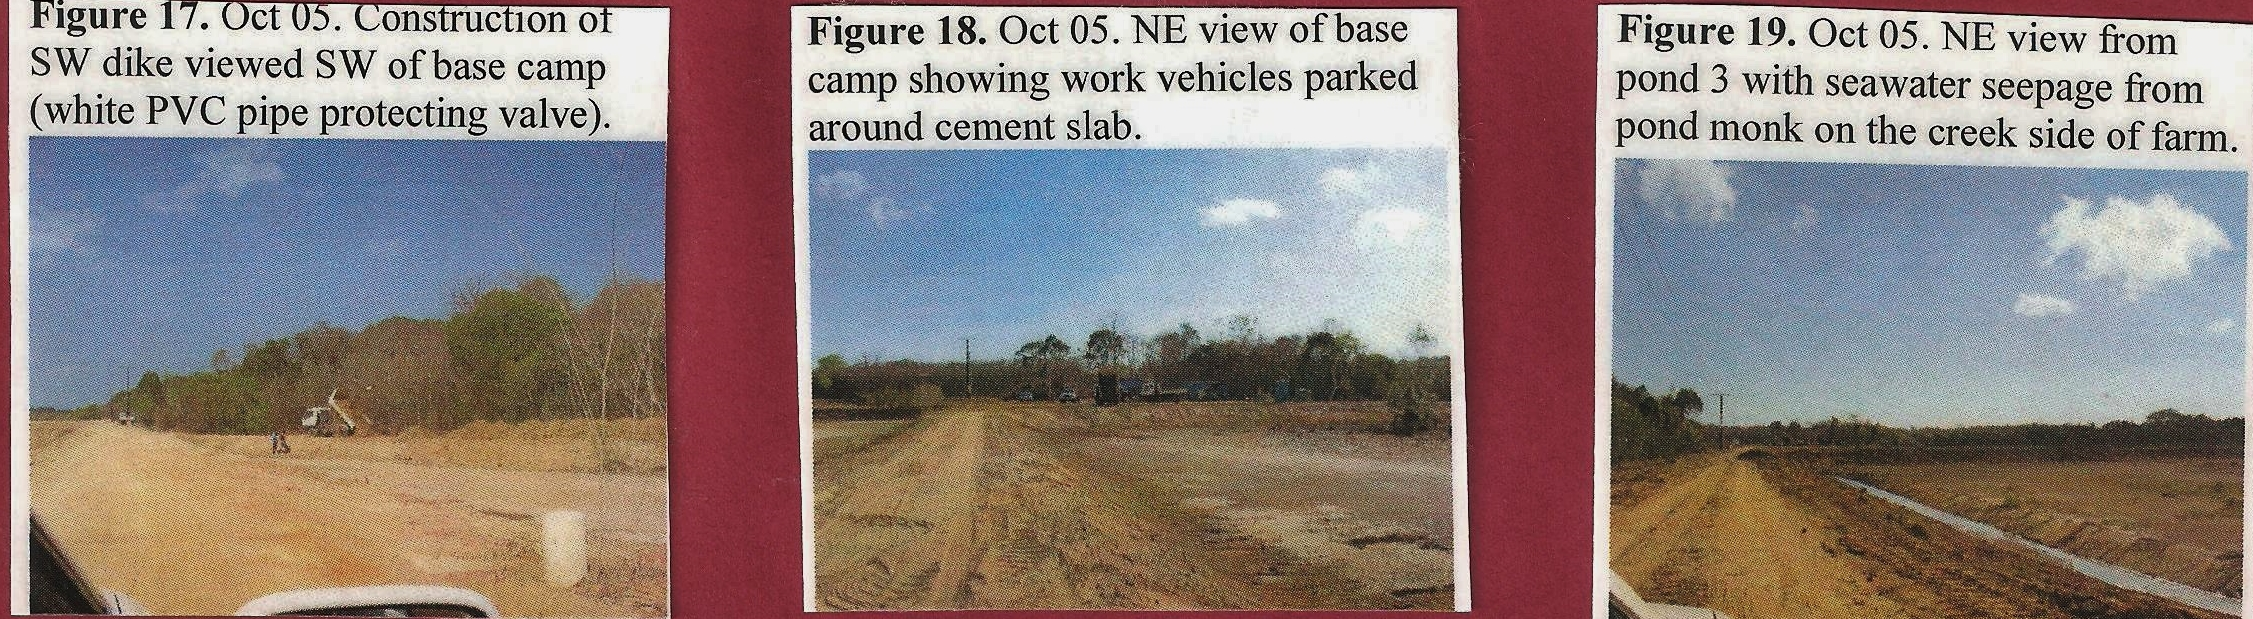 Figure 17. Oct 05. Construction of
SW dike viewed SW of base camp
(white PVC pipe protecting valve).
Figure 18. Oct 05. NE view of base
camp showing work vehicles parked
around cement slab.
Figure 19. Oct 05. NE view from
pond 3 with seawater seepage from
pond monk on the creek side of farm.